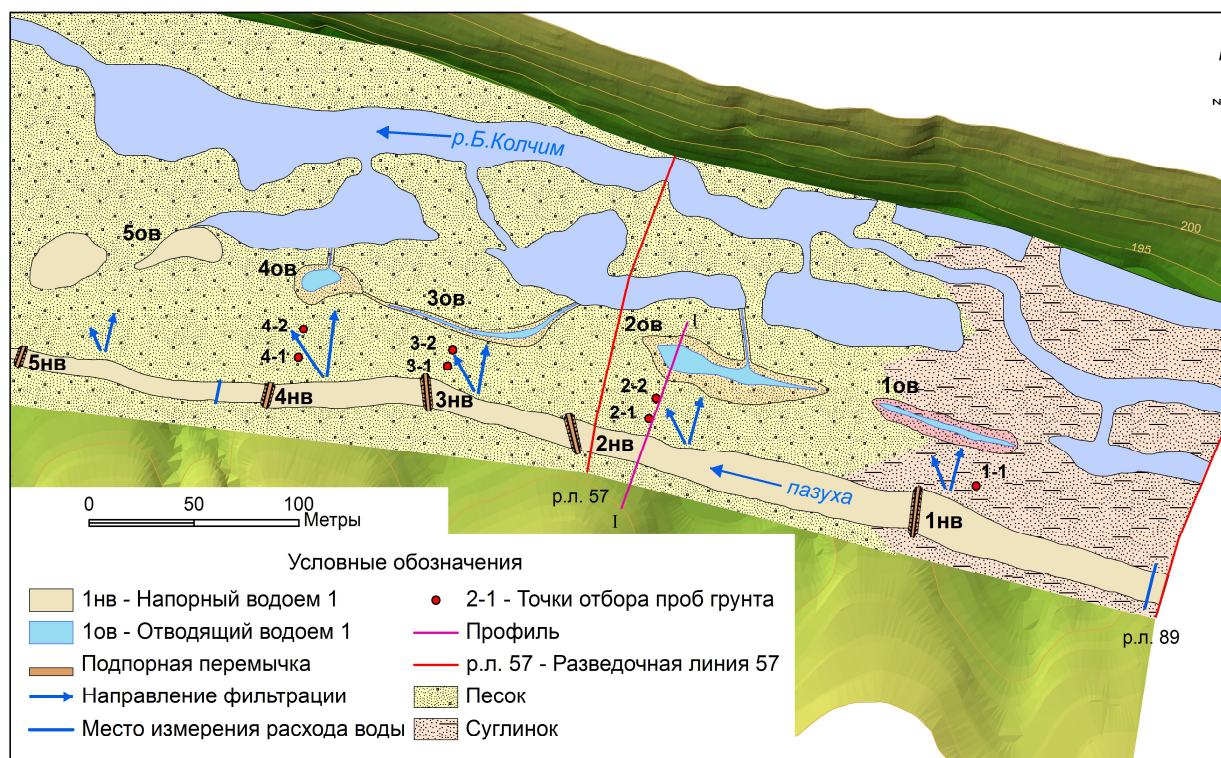 z
р.Б.Колчим
200
195
5ов
4ов
3ов
2ов
I
1ов
4-2
4-1
3-2
3-1
2-2
2-1
1-1
5нв
4нв
3нв
2нв
1нв
пазуха
р.л. 57
I
р.л. 89
0 50 100
Метры
Условные обозначения
1нв - Напорный водоем 1
1ов - Отводящий водоем 1
Подпорная перемычка
Направление фильтрации
Место измерения расхода воды
2-1 - Точки отбора проб грунта
Профиль
р.л. 57 - Разведочная линия 57
Песок
Суглинок